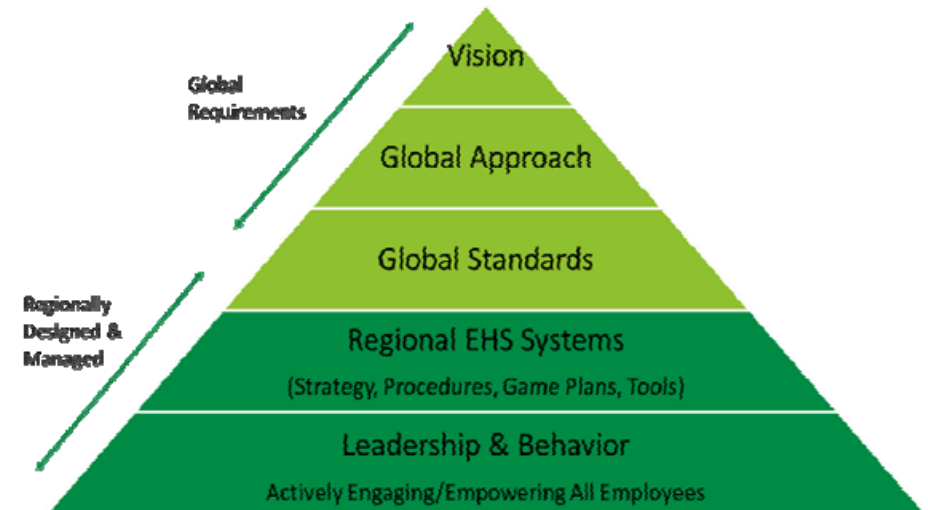 Vision
Global
Requirements
Global Approach
Global Standards
Regionally
Designed &
Managed
Regional EHS Systems
(Strategy, Procedures, Game Plans, Tools)
Leadership & Behavior
Actively Engaging/Empowering All Employees